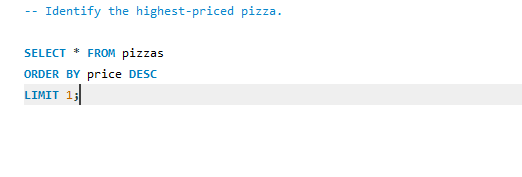 -- Identify the highest-priced pizza.
SELECT * FROM pizzas
ORDER BY price DESC
LIMIT 1;